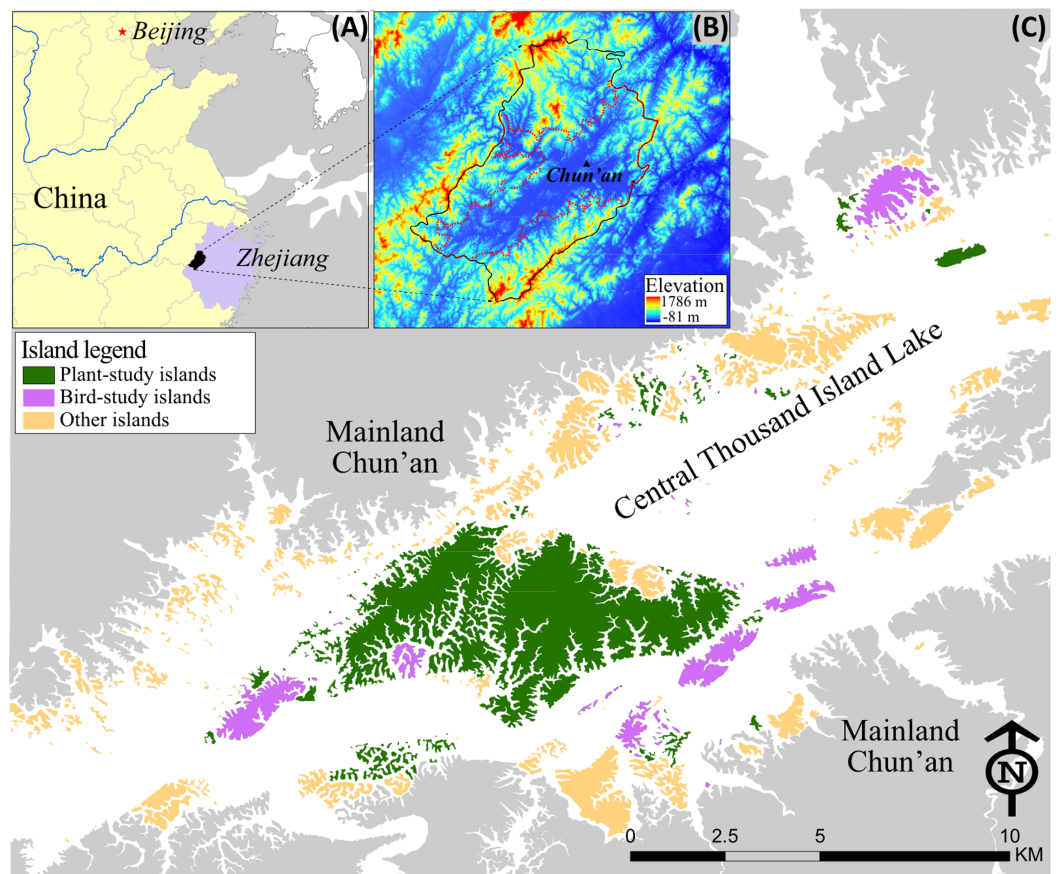 (A)
Beijing
China
Zhejiang
(B)
Chun'an
Elevation
1786 m
-81 m
(C)
Island legend
Plant-study islands
Bird-study islands
Other islands
Mainland
Chun'an
Central Thousand Island Lake
Mainland
Chun'an
N
0 2.5 5 10
KM